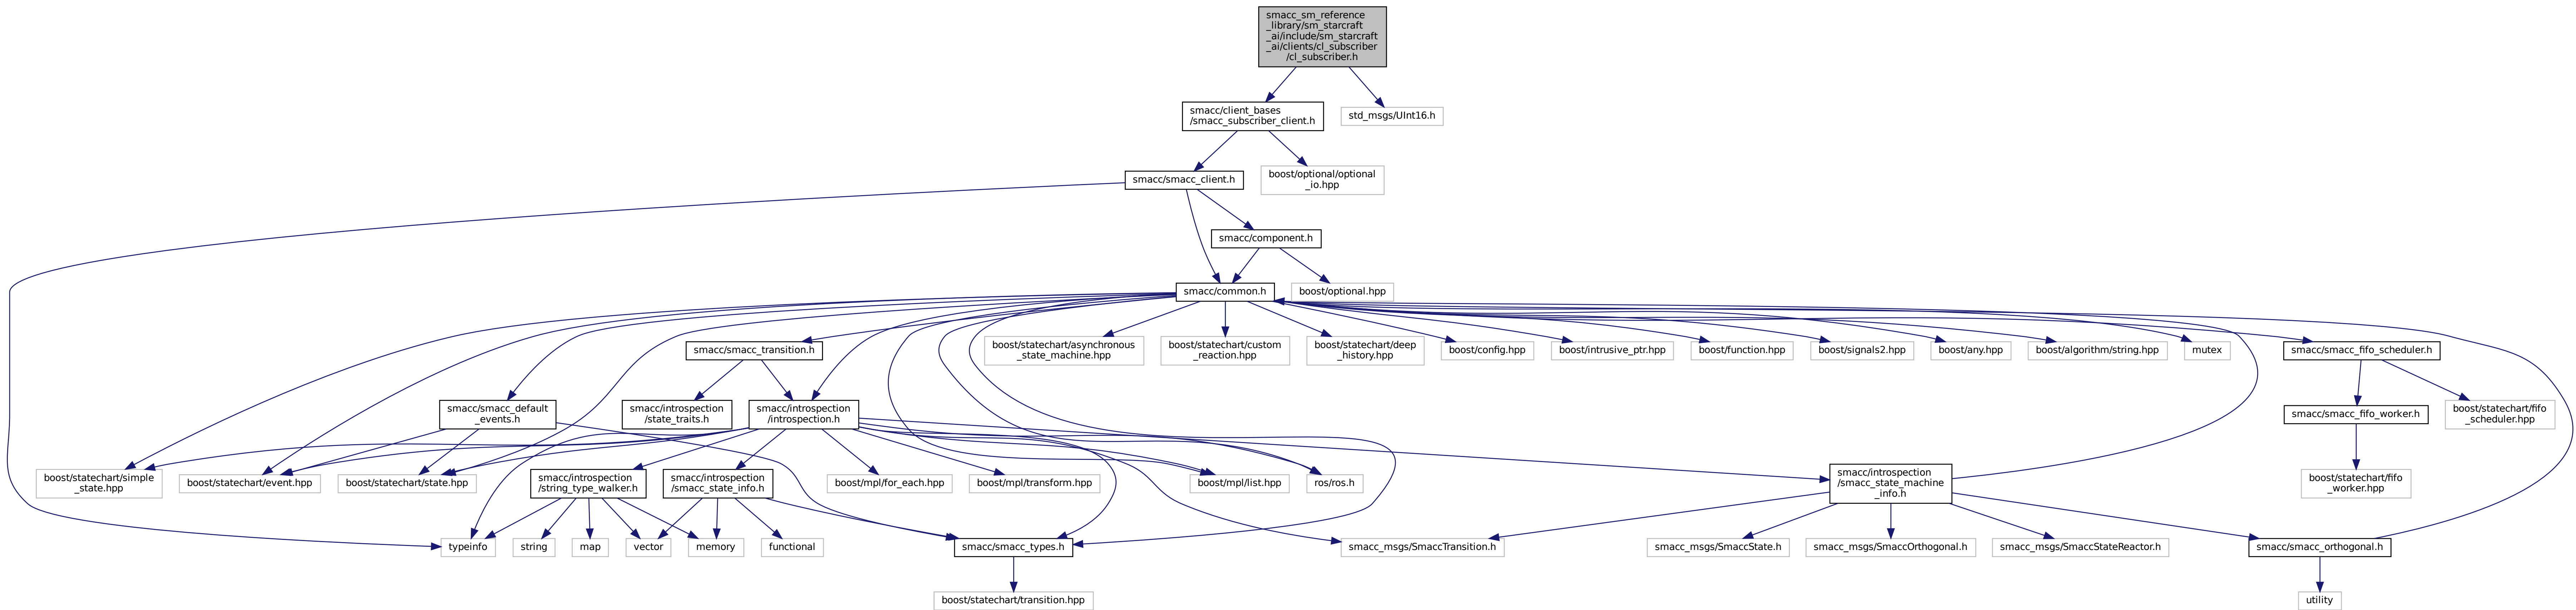 smacc_sm_reference
_library/sm_starcraft
_ai/include/sm_starcraft
_ai/clients/cl_subscriber
/cl_subscriber.h
smacc/client_bases
/smacc_subscriber_client.h
std_msgs/UInt16.h
smacc/smacc_client.h
boost/optional/optional
_io.hpp
smacc/component.h
smacc/common.h
boost/optional.hpp
smacc/smacc_transition.h
boost/statechart/asynchronous
_state_machine.hpp
boost/statechart/custom
_reaction.hpp
boost/statechart/deep
_history.hpp
boost/config.hpp
boost/intrusive_ptr.hpp
boost/function.hpp
boost/signals2.hpp
boost/any.hpp
boost/algorithm/string.hpp
mutex
smacc/smacc_fifo_scheduler.h
smacc/smacc_default
_events.h
smacc/introspection
/state_traits.h
smacc/introspection
/introspection.h
smacc/smacc_fifo_worker.h
boost/statechart/fifo
_scheduler.hpp
boost/statechart/simple
_state.hpp
boost/statechart/event.hpp
boost/statechart/state.hpp
smacc/introspection
/string_type_walker.h
smacc/introspection
/smacc_state_info.h
boost/mpl/for_each.hpp
boost/mpl/transform.hpp
boost/mpl/list.hpp
ros/ros.h
smacc/introspection
/smacc_state_machine
_info.h
boost/statechart/fifo
_worker.hpp
typeinfo
string
map
vector
memory
functional
smacc/smacc_types.h
smacc_msgs/SmaccTransition.h
smacc_msgs/SmaccState.h
smacc_msgs/SmaccOrthogonal.h
smacc_msgs/SmaccStateReactor.h
smacc/smacc_orthogonal.h
boost/statechart/transition.hpp
utility